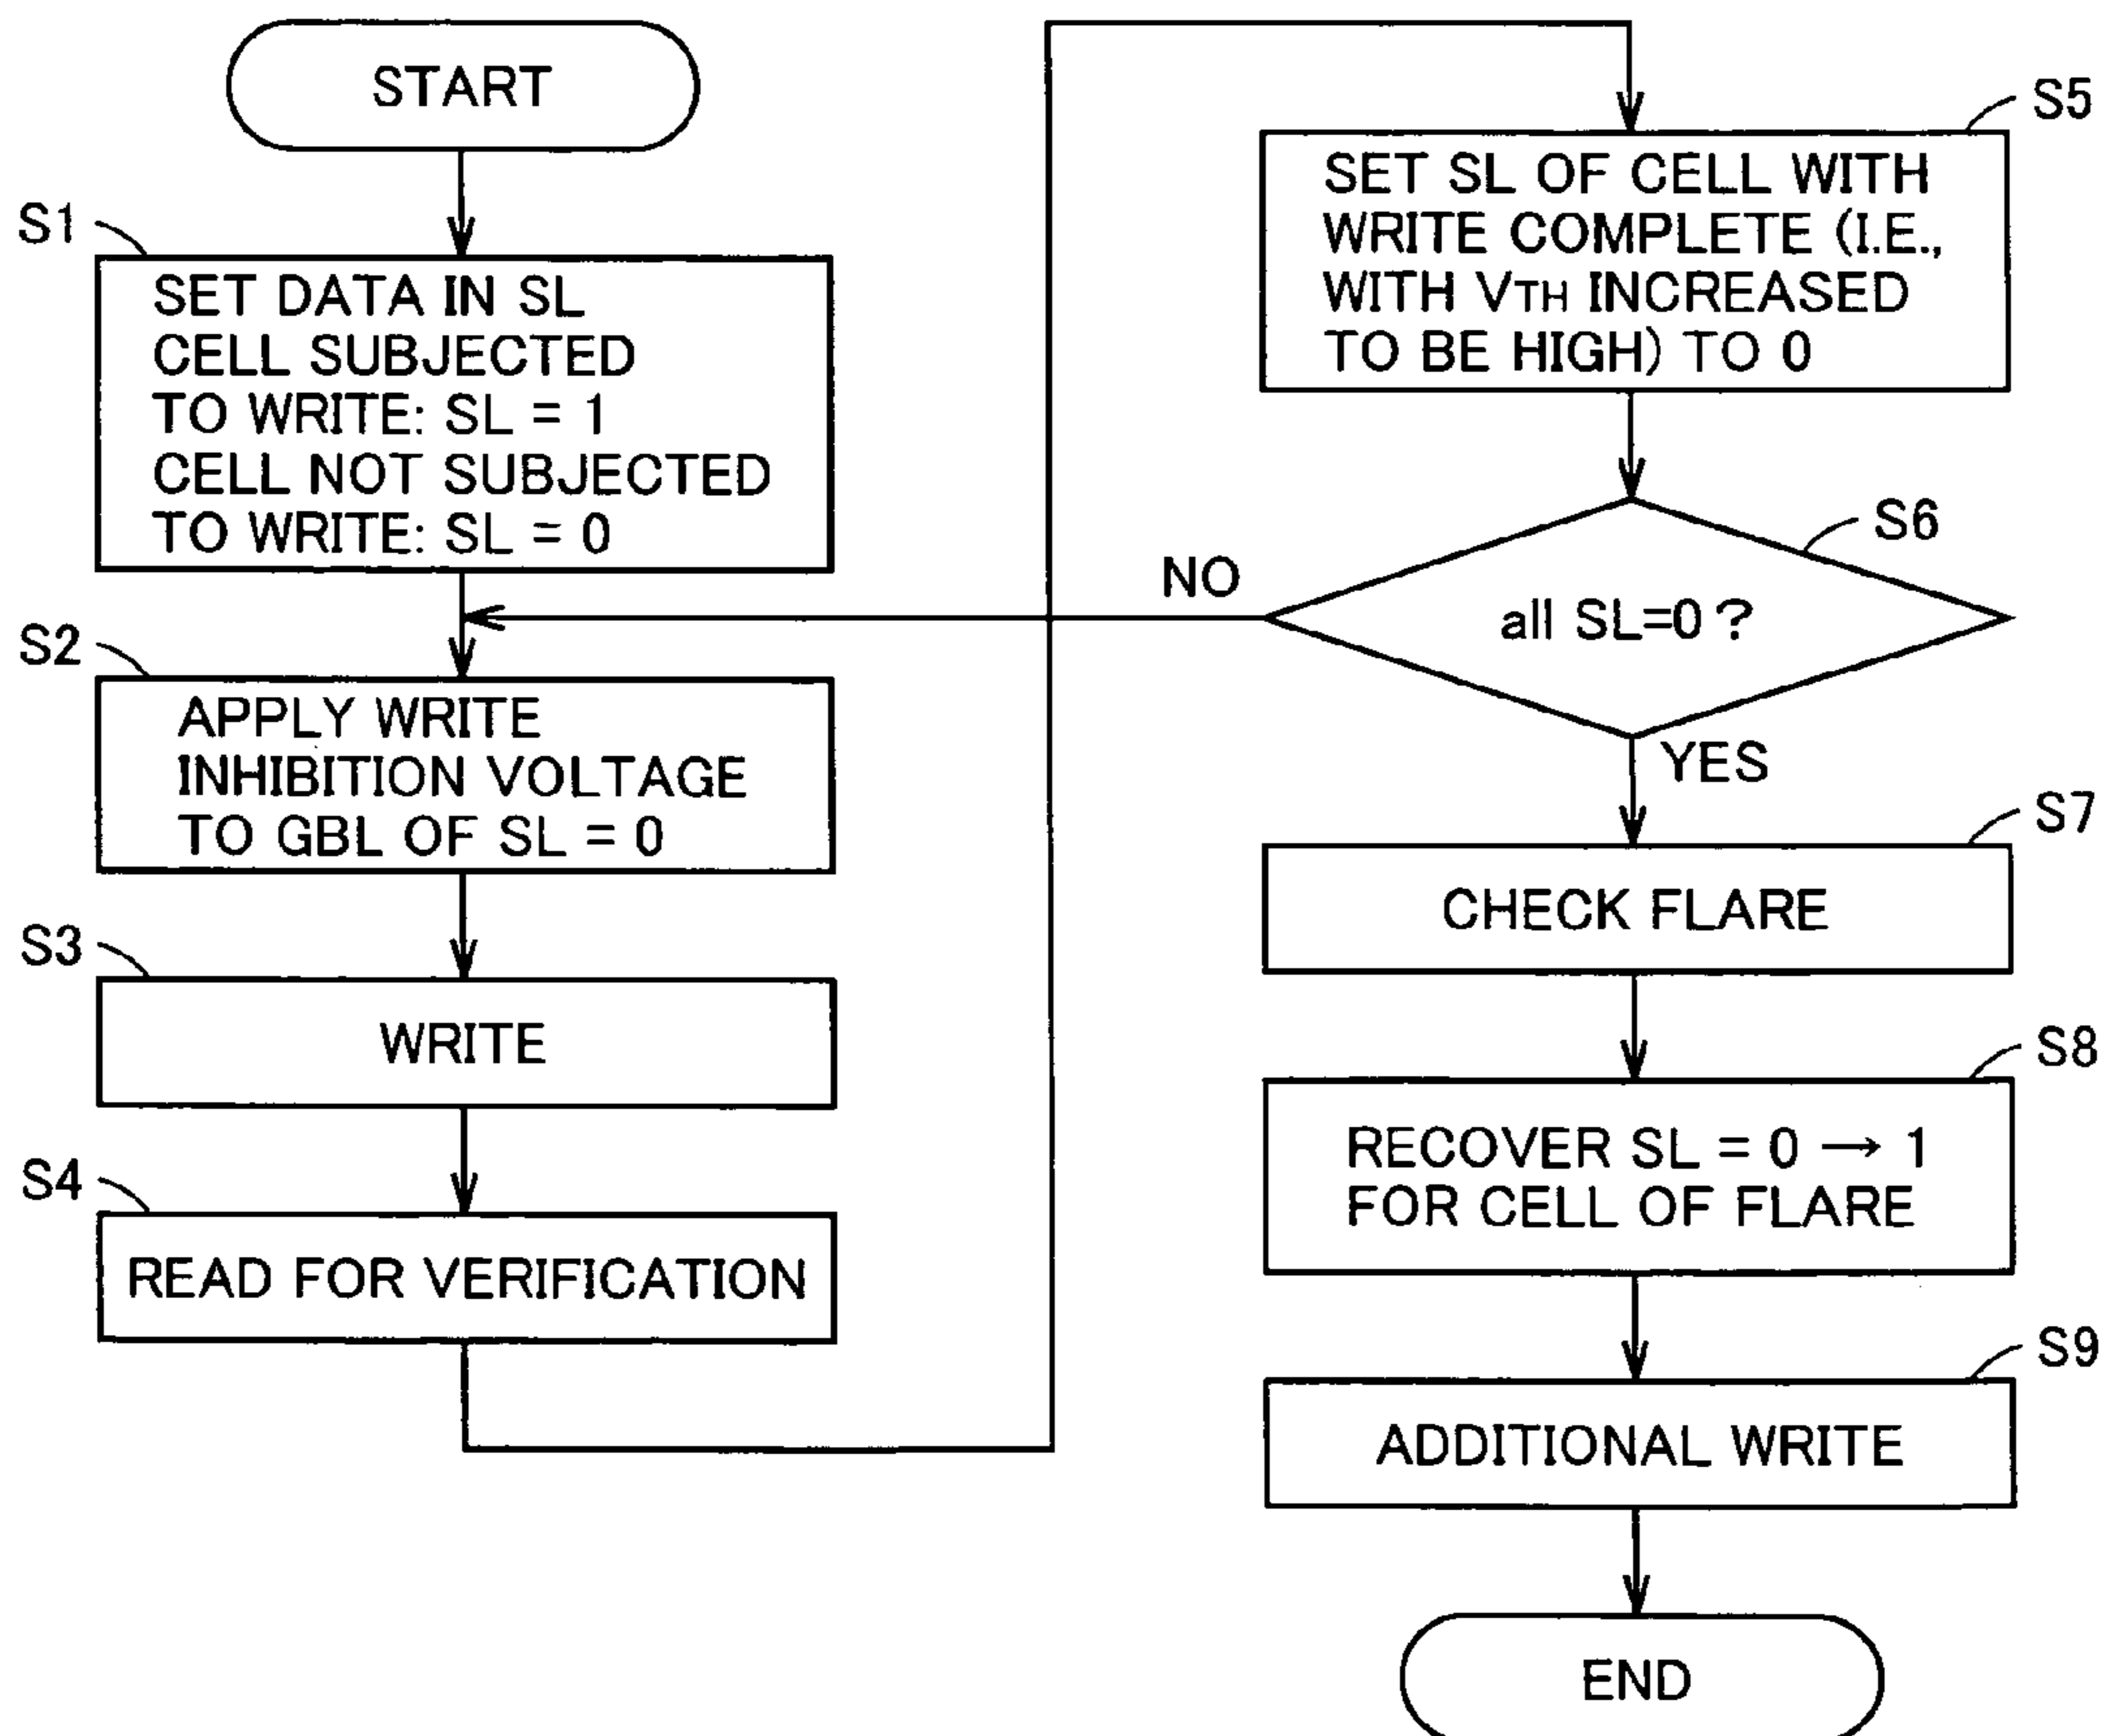 START
S1
SET DATA IN SL
CELL SUBJECTED
TO WRITE: SL = 1
CELL NOT SUBJECTED
TO WRITE: SL = 0
S2
APPLY WRITE
INHIBITION VOLTAGE
TO GBL OF SL = 0
S3
WRITE
S4
READ FOR VERIFICATION
S5
SET SL OF CELL WITH
WRITE COMPLETE (I.E.,
WITH VTH INCREASED
TO BE HIGH) TO 0
S6
all SL=0 ?
NO
YES
S7
CHECK FLARE
S8
RECOVER SL = 0 → 1
FOR CELL OF FLARE
S9
ADDITIONAL WRITE
END